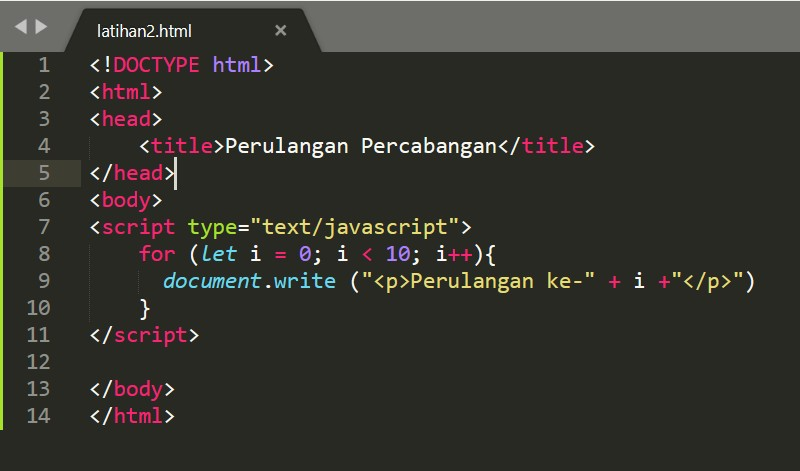 latihan2.html ×
1 <!DOCTYPE html>
2 <html>
3 <head>
4     <title>Perulangan Percabangan</title>
5 </head>
6 <body>
7 <script type="text/javascript">
8     for (let i = 0; i < 10; i++){
9       document.write ("<p>Perulangan ke-" + i +"</p>")
10     }
11 </script>
12
13 </body>
14 </html>